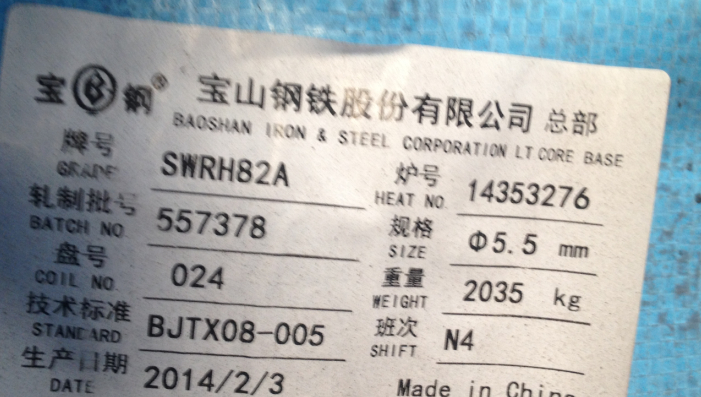 宝钢® 宝山钢铁股份有限公司 总部
BAOSHAN IRON & STEEL CORPORATION LT CORE BASE
牌号 SWRH82A 炉号 14353276
GRADE HEAT NO
轧制批号 557378 规格 Φ5.5 mm
BATCH NO SIZE
盘号 024 重量 2035 kg
COIL NO. WEIGHT
技术标准 BJTX08-005 班次 N4
STANDARD SHIFT
生产日期 2014/2/3
DATE Made in China